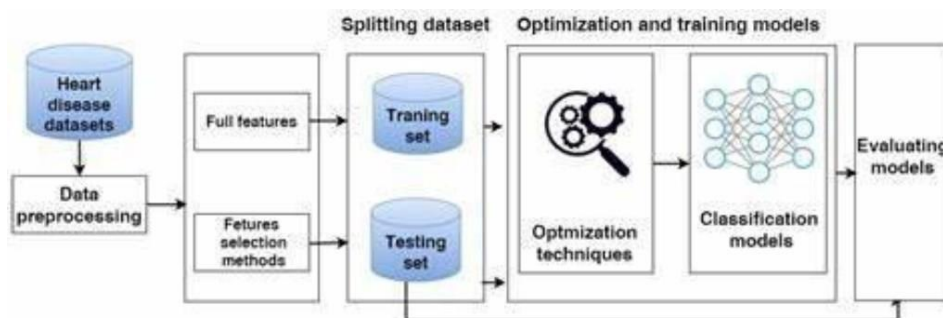 Splitting dataset
Optimization and training models
Heart
disease
datasets
Data
preprocessing
Full features
Fetures
selection
methods
Traning
set
Testing
set
Optmization
techniques
Classification
models
Evaluating
models